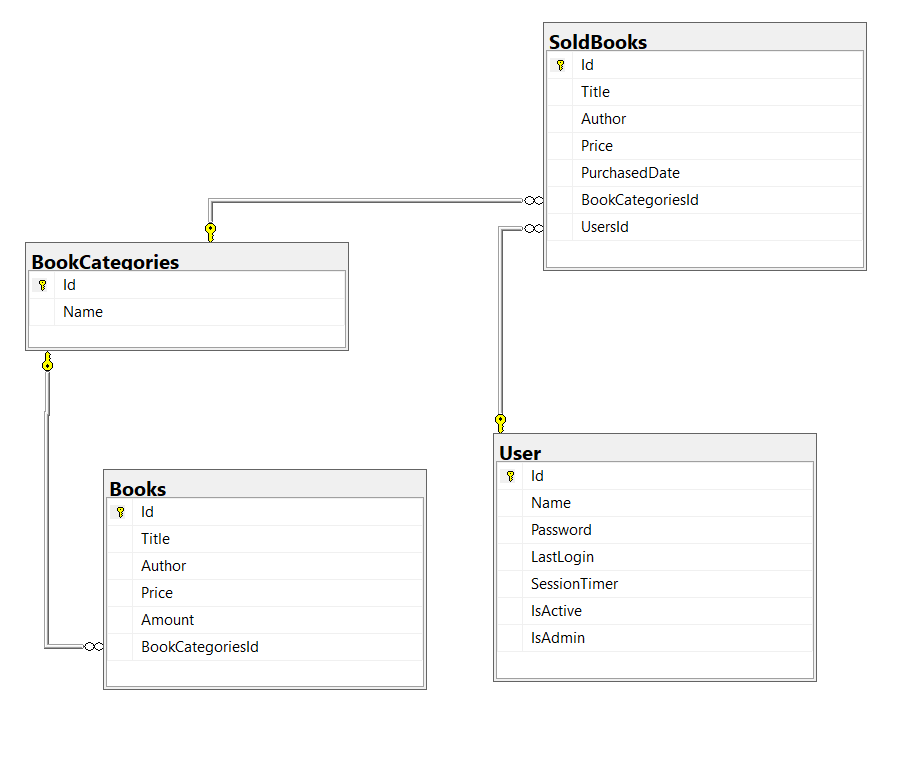 SoldBooks
Id
Title
Author
Price
PurchasedDate
BookCategoriesId
UsersId
BookCategories
Id
Name
Books
Id
Title
Author
Price
Amount
BookCategoriesId
User
Id
Name
Password
LastLogin
SessionTimer
IsActive
IsAdmin